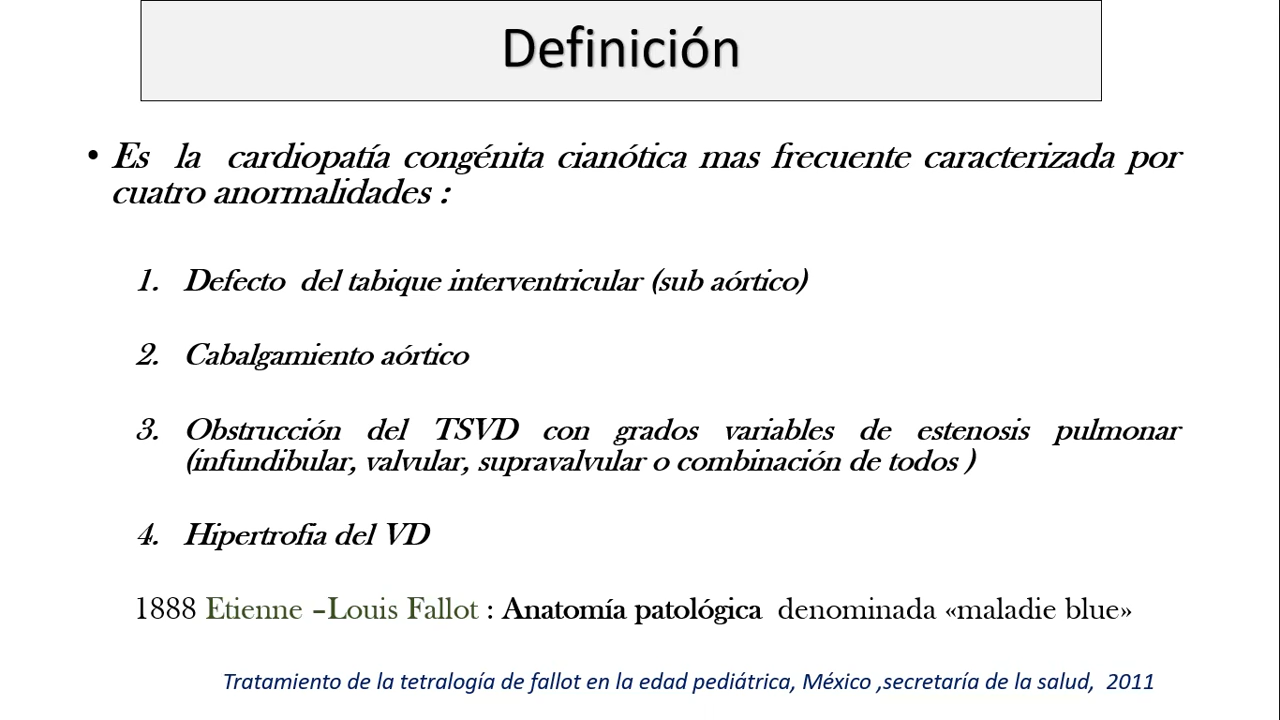 Definición
• Es la cardiopatía congénita cianótica mas frecuente caracterizada por
cuatro anormalidades :
1. Defecto del tabique interventricular (sub aórtico)
2. Cabalgamiento aórtico
3. Obstrucción del TSVD con grados variables de estenosis pulmonar
(infundibular, valvular, supravalvular o combinación de todos )
4. Hipertrofia del VD
1888 Etienne –Louis Fallot : Anatomía patológica denominada «maladie blue»
Tratamiento de la tetralogía de fallot en la edad pediátrica, México ,secretaría de la salud, 2011